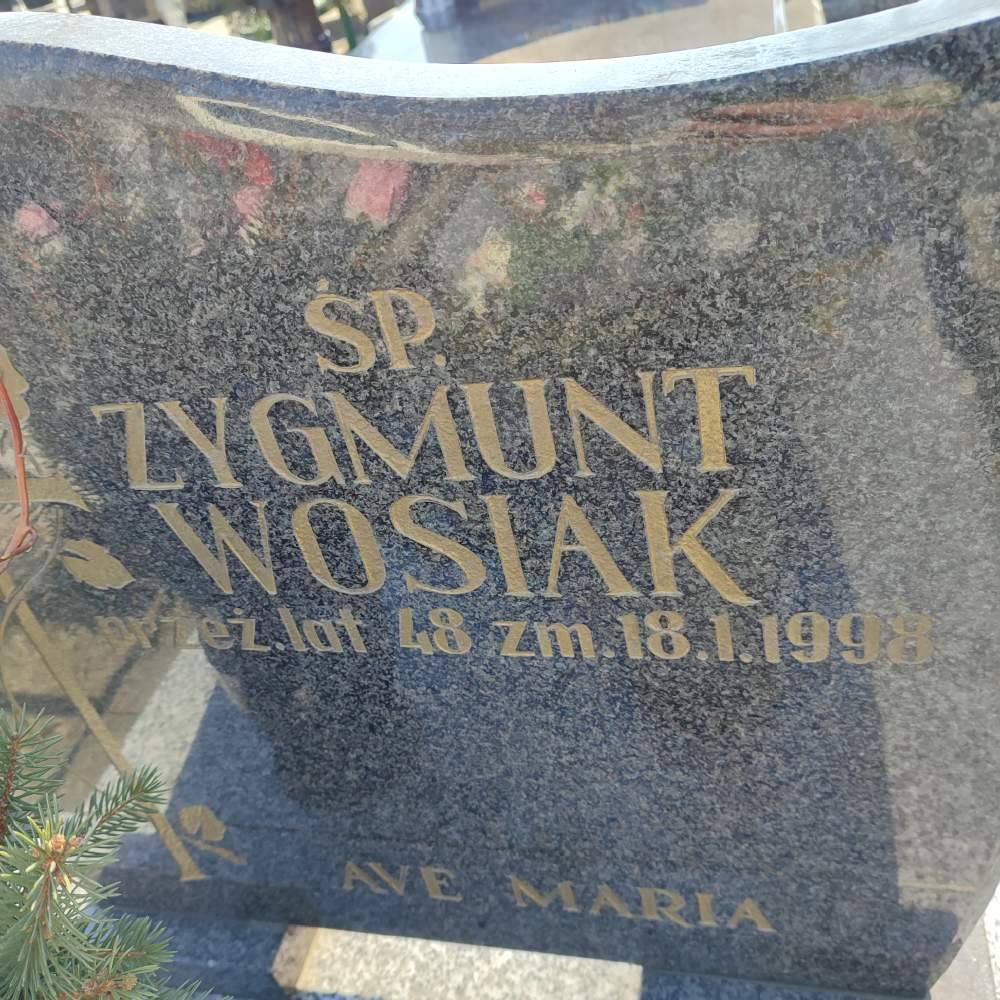 ŚP.
ZYGMUNT
WOSIAK
przeż.lat 48 zm.18.1.1998
AVE MARIA